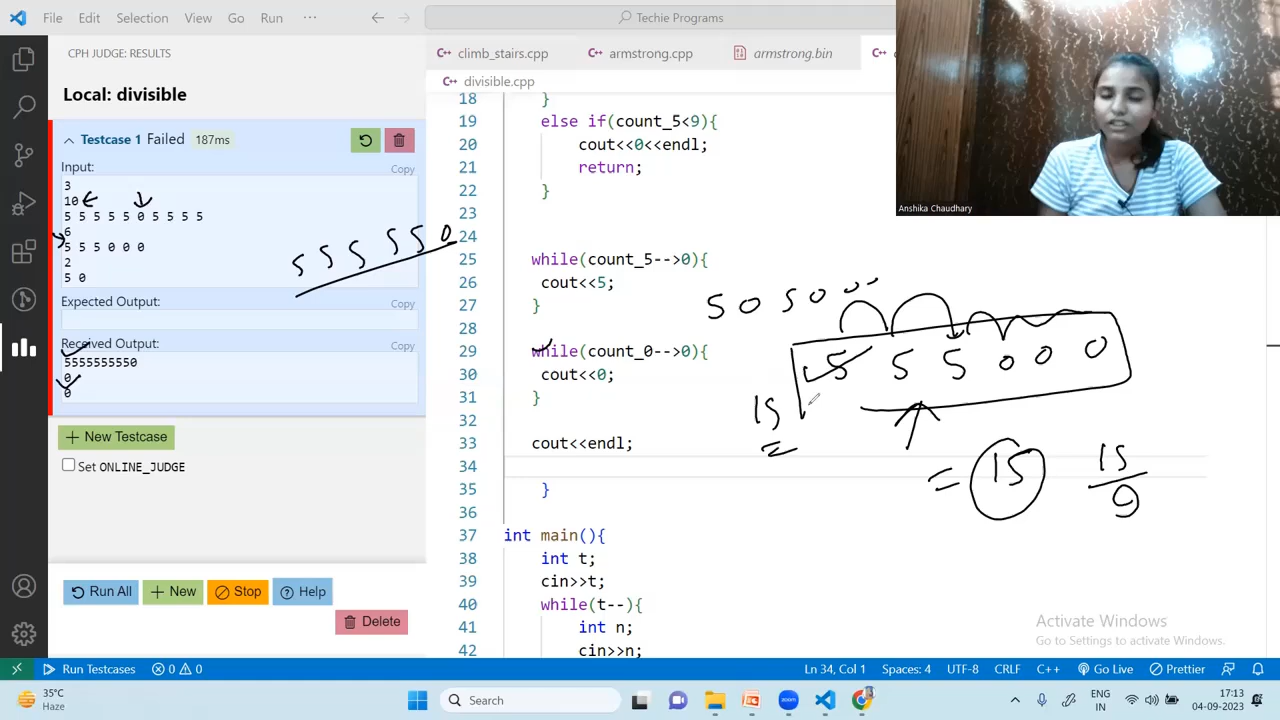 File Edit Selection View Go Run ···
Techie Programs
CPH JUDGE: RESULTS
climb_stairs.cpp armstrong.cpp armstrong.bin
divisible.cpp
Local: divisible
Testcase 1 Failed 187ms
Input:
Copy
3
10
5 5 5 5 5 0 5 5 5 5
6
5 5 5 0 0 0
2
5 0
Expected Output:
Copy
Received Output:
Copy
5555555550
0
0
New Testcase
Set ONLINE_JUDGE
Run All New Stop Help
Delete
18 }
19 else if(count_5<9){
20 cout<<0<<endl;
21 return;
22 }
23
24
25 while(count_5-->0){
26 cout<<5;
27 }
28
29 while(count_0-->0){
30 cout<<0;
31 }
32
33 cout<<endl;
34
35 }
36
37 int main(){
38 int t;
39 cin>>t;
40 while(t--){
41 int n;
42 cin>>n;
5 5 5 5 5 0
5 0 5 0 0
5 5 5 0 0 0
15
= 15
15
9
Anshika Chaudhary
Activate Windows
Go to Settings to activate Windows.
Run Testcases 0 0 Ln 34, Col 1 Spaces: 4 UTF-8 CRLF C++ Go Live Prettier
35°C
Haze
Search
zoom
ENG
IN
17:13
04-09-2023